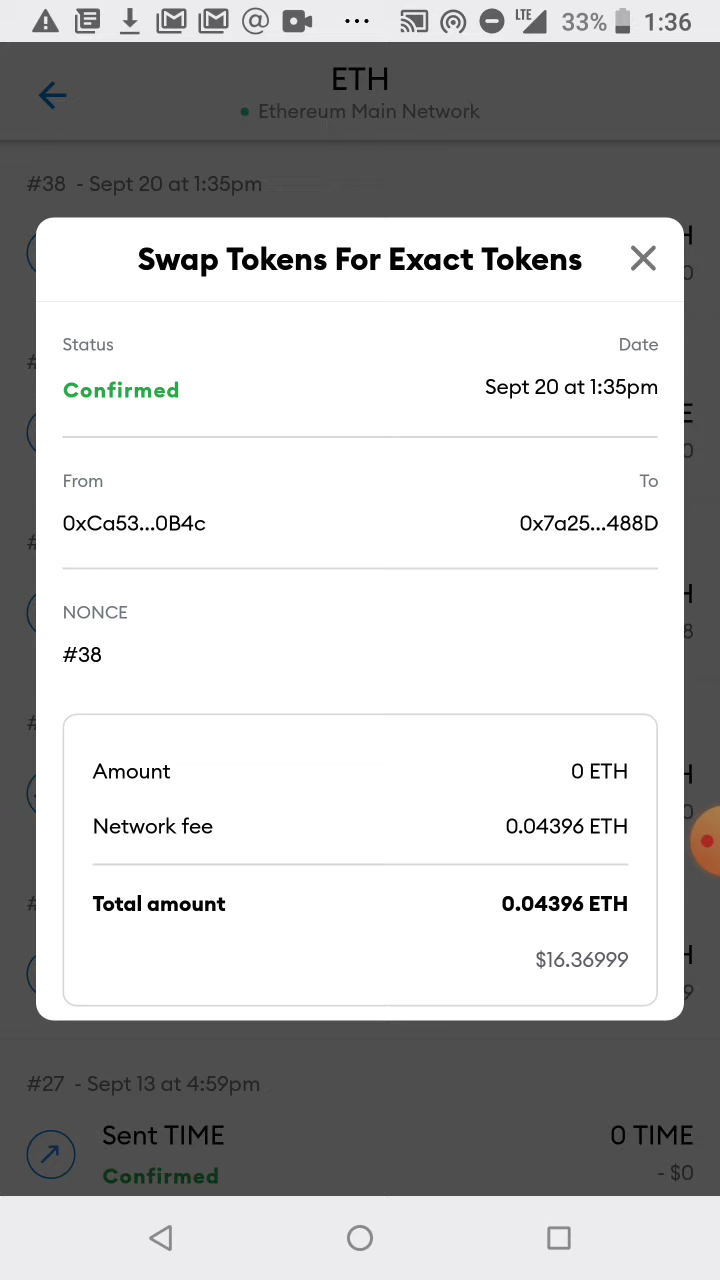 LTE 33% 1:36
ETH
Ethereum Main Network
#38 - Sept 20 at 1:35pm
Swap Tokens For Exact Tokens
Status Date
Confirmed Sept 20 at 1:35pm
From To
0xCa53...0B4c 0x7a25...488D
NONCE
#38
Amount 0 ETH
Network fee 0.04396 ETH
Total amount 0.04396 ETH
$16.36999
#27 - Sept 13 at 4:59pm
Sent TIME 0 TIME
Confirmed - $0